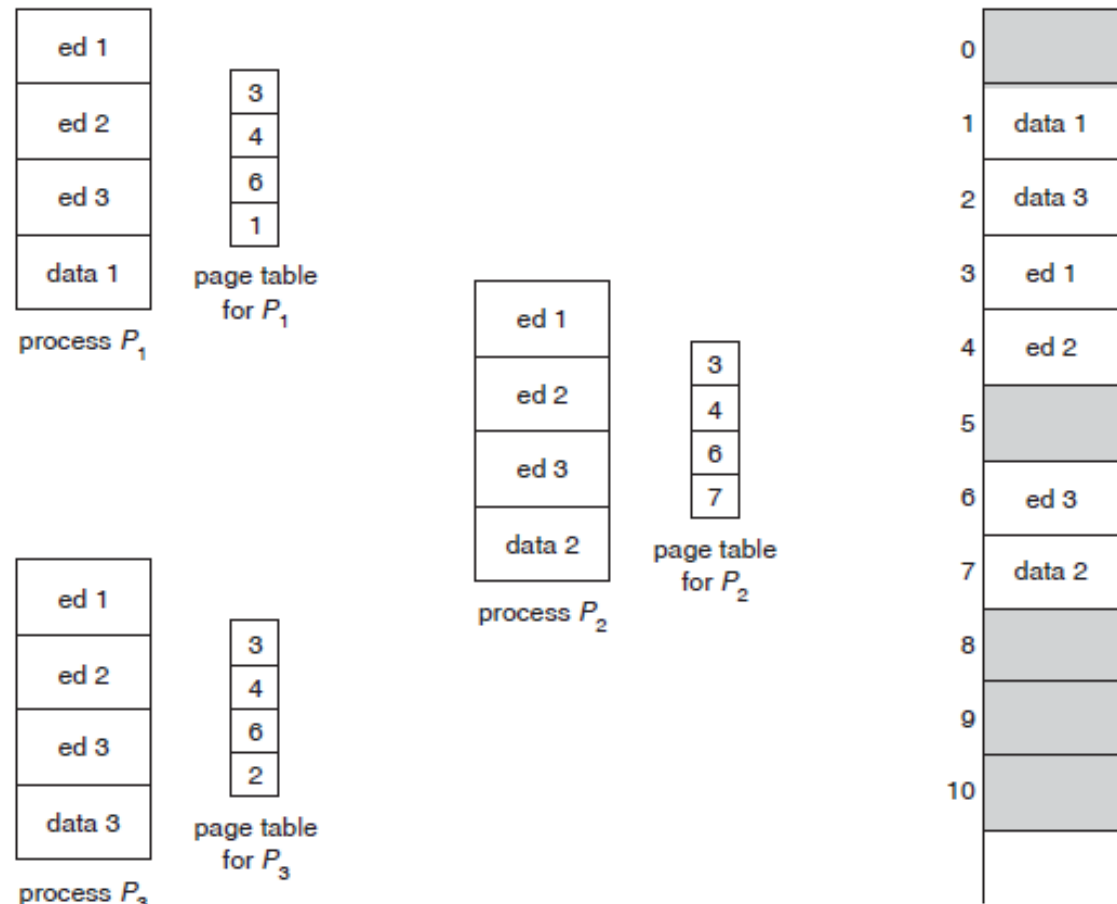 ed 1
ed 2
ed 3
data 1
process P1
3
4
6
1
page table
for P1
ed 1
ed 2
ed 3
data 2
process P2
3
4
6
7
page table
for P2
ed 1
ed 2
ed 3
data 3
process P3
3
4
6
2
page table
for P3
0
1 data 1
2 data 3
3 ed 1
4 ed 2
5
6 ed 3
7 data 2
8
9
10